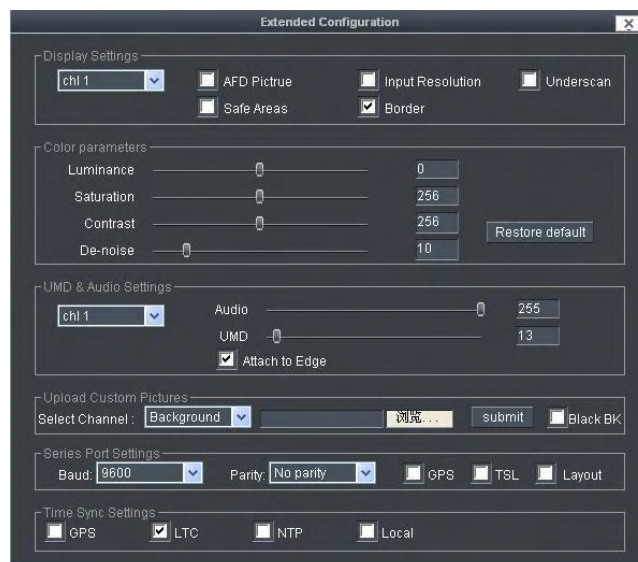 Extended Configuration
Display Settings
chl 1 AFD Pictrue Input Resolution Underscan
Safe Areas Border
Color parameters
Luminance 0
Saturation 256
Contrast 256
Restore default
De-noise 10
UMD & Audio Settings
chl 1 Audio 255
UMD 13
Attach to Edge
Upload Custom Pictures
Select Channel : Background 浏览... submit Black BK
Series Port Settings
Baud: 9600 Parity: No parity GPS TSL Layout
Time Sync Settings
GPS LTC NTP Local